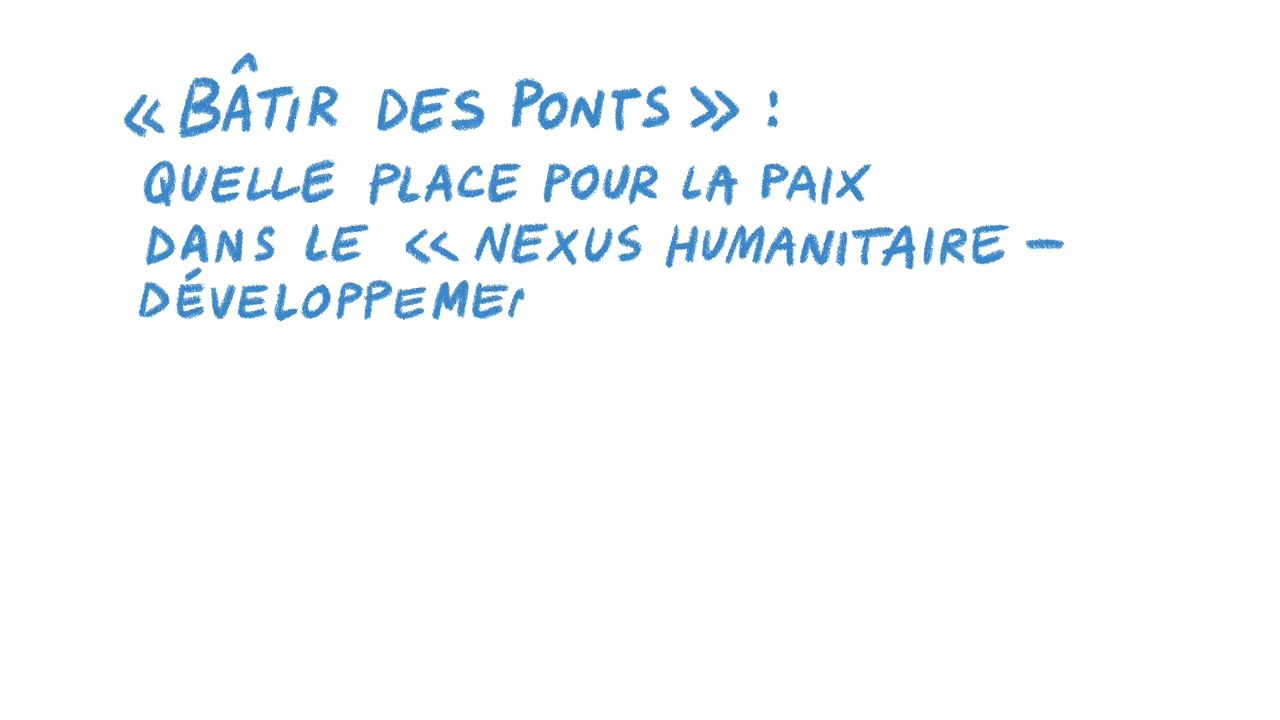 « BÂTIR DES PONTS » :
QUELLE PLACE POUR LA PAIX
DANS LE « NEXUS HUMANITAIRE –
DÉVELOPPEME